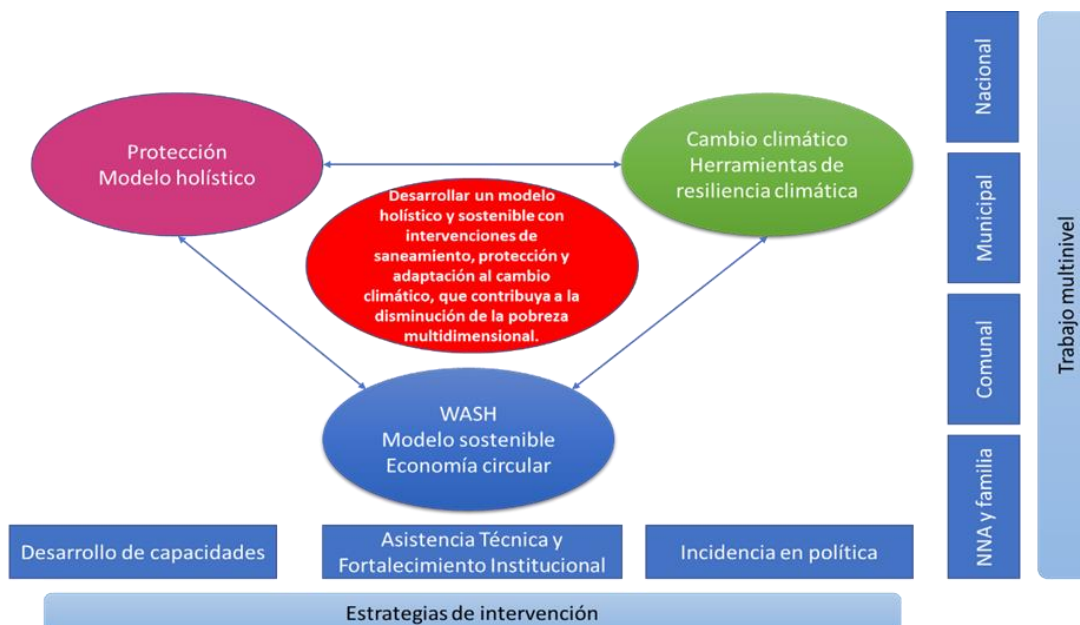 Protección
Modelo holístico
Cambio climático
Herramientas de
resiliencia climática
Desarrollar un modelo
holístico y sostenible con
intervenciones de
saneamiento, protección y
adaptación al cambio
climático, que contribuya a la
disminución de la pobreza
multidimensional.
WASH
Modelo sostenible
Economía circular
Desarrollo de capacidades
Asistencia Técnica y
Fortalecimiento Institucional
Incidencia en política
Estrategias de intervención
Nacional
Municipal
Comunal
NNA y familia
Trabajo multinivel